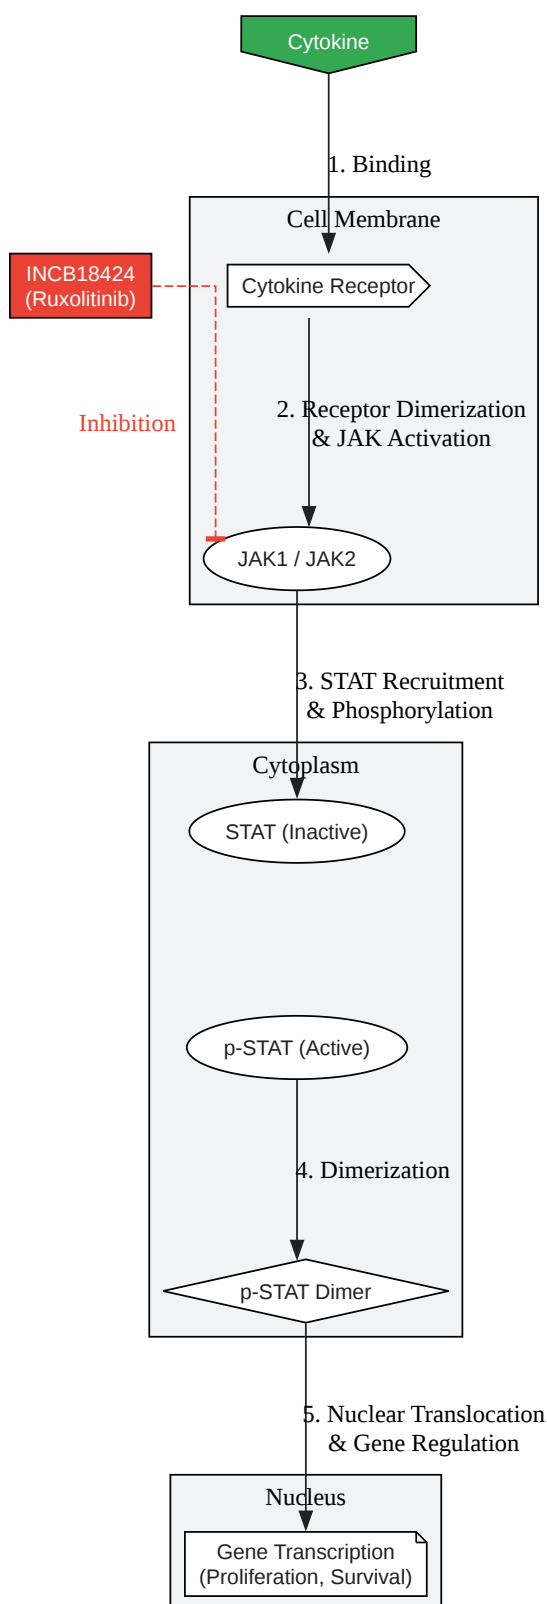 Cytokine
1. Binding
Cell Membrane
INCB18424
(Ruxolitinib)
Cytokine Receptor
Inhibition
2. Receptor Dimerization
& JAK Activation
JAK1 / JAK2
3. STAT Recruitment
& Phosphorylation
Cytoplasm
STAT (Inactive)
p-STAT (Active)
4. Dimerization
p-STAT Dimer
5. Nuclear Translocation
& Gene Regulation
Nucleus
Gene Transcription
(Proliferation, Survival)